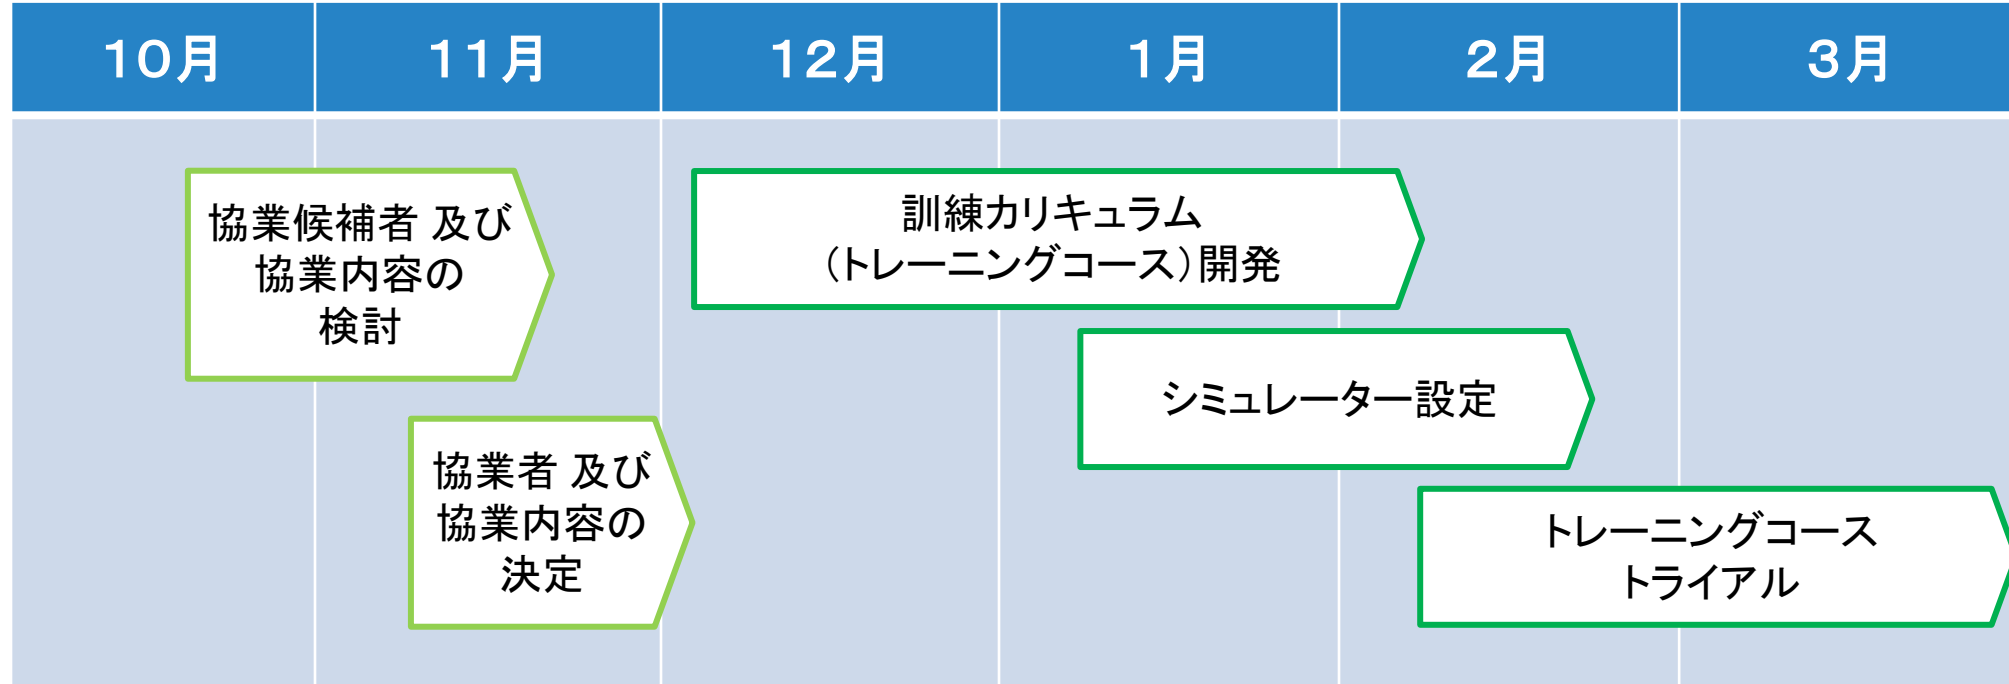 10月
11月
12月
1月
2月
3月
協業候補者 及び
協業内容の
検討
訓練カリキュラム
（トレーニングコース）開発
シミュレーター設定
協業者 及び
協業内容の
決定
トレーニングコース
トライアル